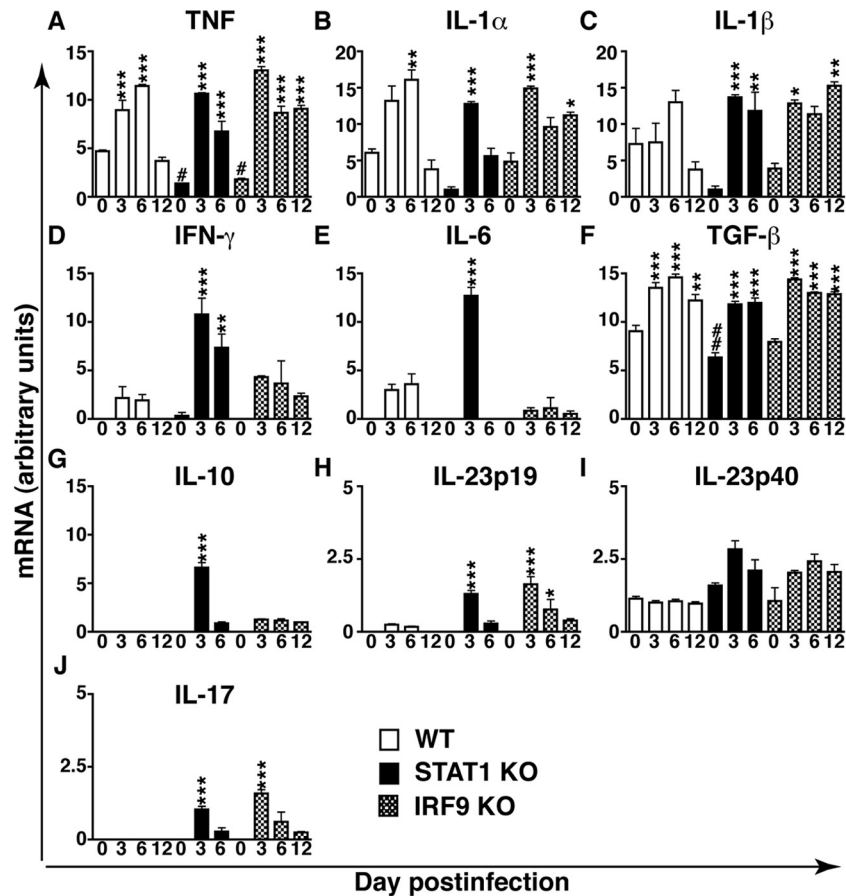 A TNF
B IL-1α
C IL-1β
15 10 5 0
*** *** # *** *** # *** *** ***
0 3 6 12 0 3 6 0 3 6 12
20 15 10 5 0
** *** *** *
0 3 6 12 0 3 6 0 3 6 12
20 15 10 5 0
*** ** * **
0 3 6 12 0 3 6 0 3 6 12
D IFN-γ
E IL-6
F TGF-β
15 10 5 0
*** **
0 3 6 12 0 3 6 0 3 6 12
15 10 5 0
***
0 3 6 12 0 3 6 0 3 6 12
15 10 5 0
*** *** ** ## *** *** *** *** ***
0 3 6 12 0 3 6 0 3 6 12
G IL-10
H IL-23p19
I IL-23p40
15 10 5 0
***
0 3 6 12 0 3 6 0 3 6 12
5 2.5 0
*** *** *
0 3 6 12 0 3 6 0 3 6 12
5 2.5 0
0 3 6 12 0 3 6 0 3 6 12
J IL-17
5 2.5 0
*** ***
0 3 6 12 0 3 6 0 3 6 12
WT
STAT1 KO
IRF9 KO
mRNA (arbitrary units)
Day postinfection